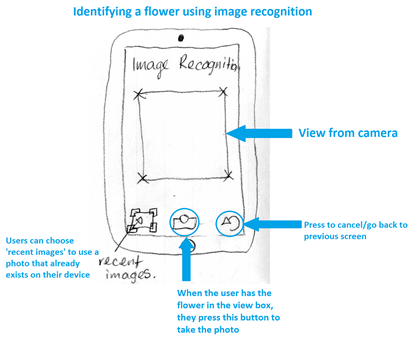 Identifying a flower using image recognition
Image Recognition
View from camera
Press to cancel/go back to
previous screen
Users can choose
'recent images' to use a
photo that already
exists on their device
recent
images.
When the user has the
flower in the view box,
they press this button to
take the photo